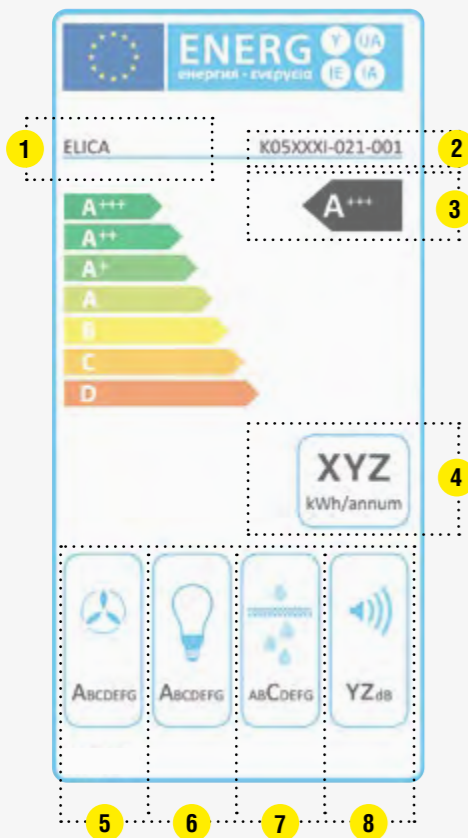 ENERG Y UA
енергия · ενεργεια IE IA
1 ELICA K05XXXI-021-001 2
A+++ 3
A+++
A++
A+
A
B
C
D
XYZ
kWh/annum
4
ABCDEFG ABCDEFG ABCDEFG YZdB
5 6 7 8